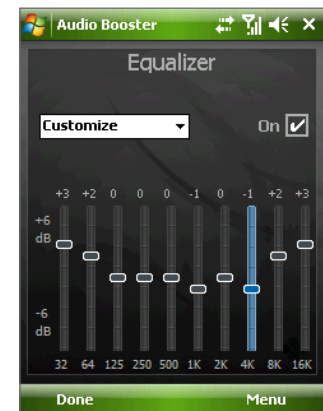 Audio Booster
Equalizer
Customize On
+3 +2 0 0 0 -1 0 -1 +2 +3
+6
dB
-6
dB
32 64 125 250 500 1K 2K 4K 8K 16K
Done Menu